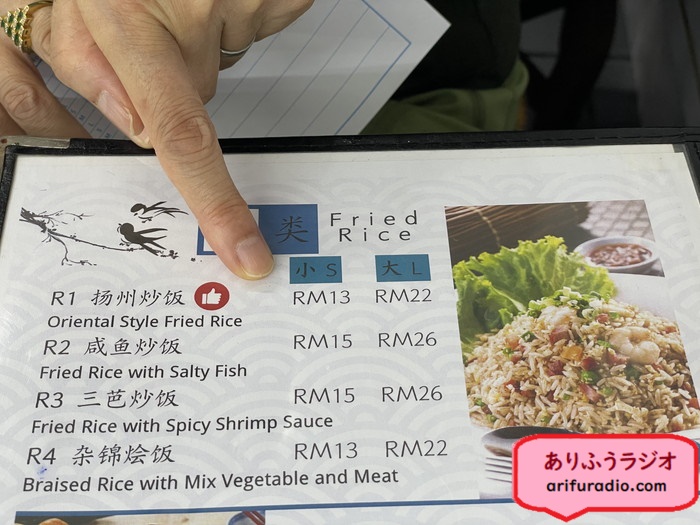 类 Fried
Rice
小 S 大 L
R1 扬州炒饭 RM13 RM22
Oriental Style Fried Rice
R2 咸鱼炒饭 RM15 RM26
Fried Rice with Salty Fish
R3 三芭炒饭 RM15 RM26
Fried Rice with Spicy Shrimp Sauce
R4 杂锦烩饭 RM13 RM22
Braised Rice with Mix Vegetable and Meat
ありふうラジオ
arifuradio.com